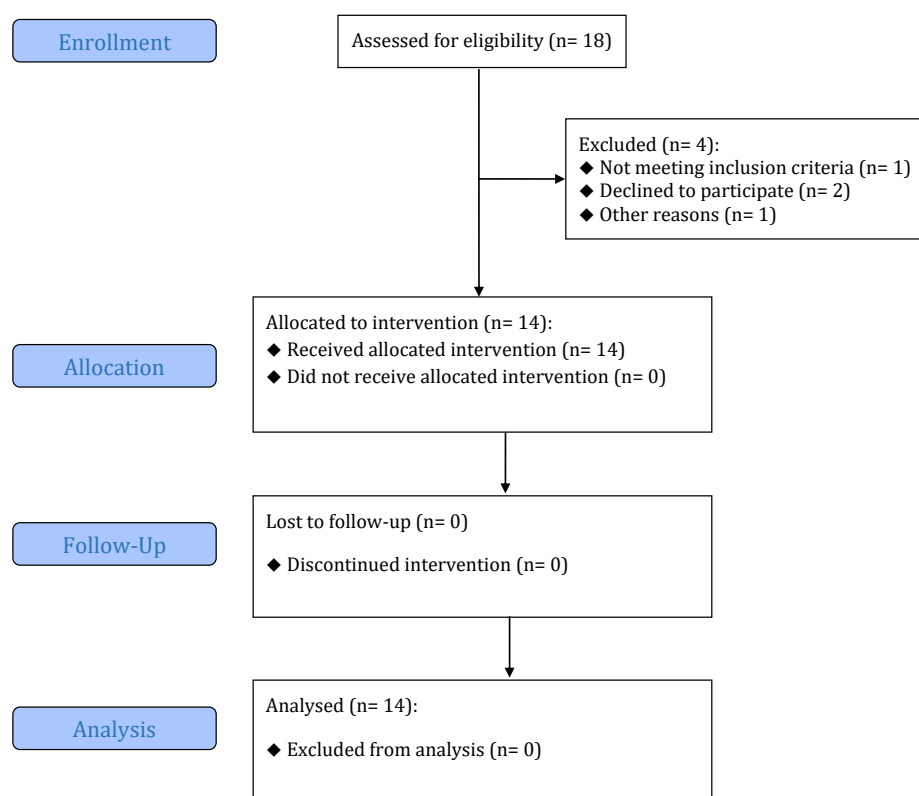 Enrollment
Assessed for eligibility (n= 18)
Excluded (n= 4):
◆ Not meeting inclusion criteria (n= 1)
◆ Declined to participate (n= 2)
◆ Other reasons (n= 1)
Allocation
Allocated to intervention (n= 14):
◆ Received allocated intervention (n= 14)
◆ Did not receive allocated intervention (n= 0)
Follow-Up
Lost to follow-up (n= 0)
◆ Discontinued intervention (n= 0)
Analysis
Analysed (n= 14):
◆ Excluded from analysis (n= 0)